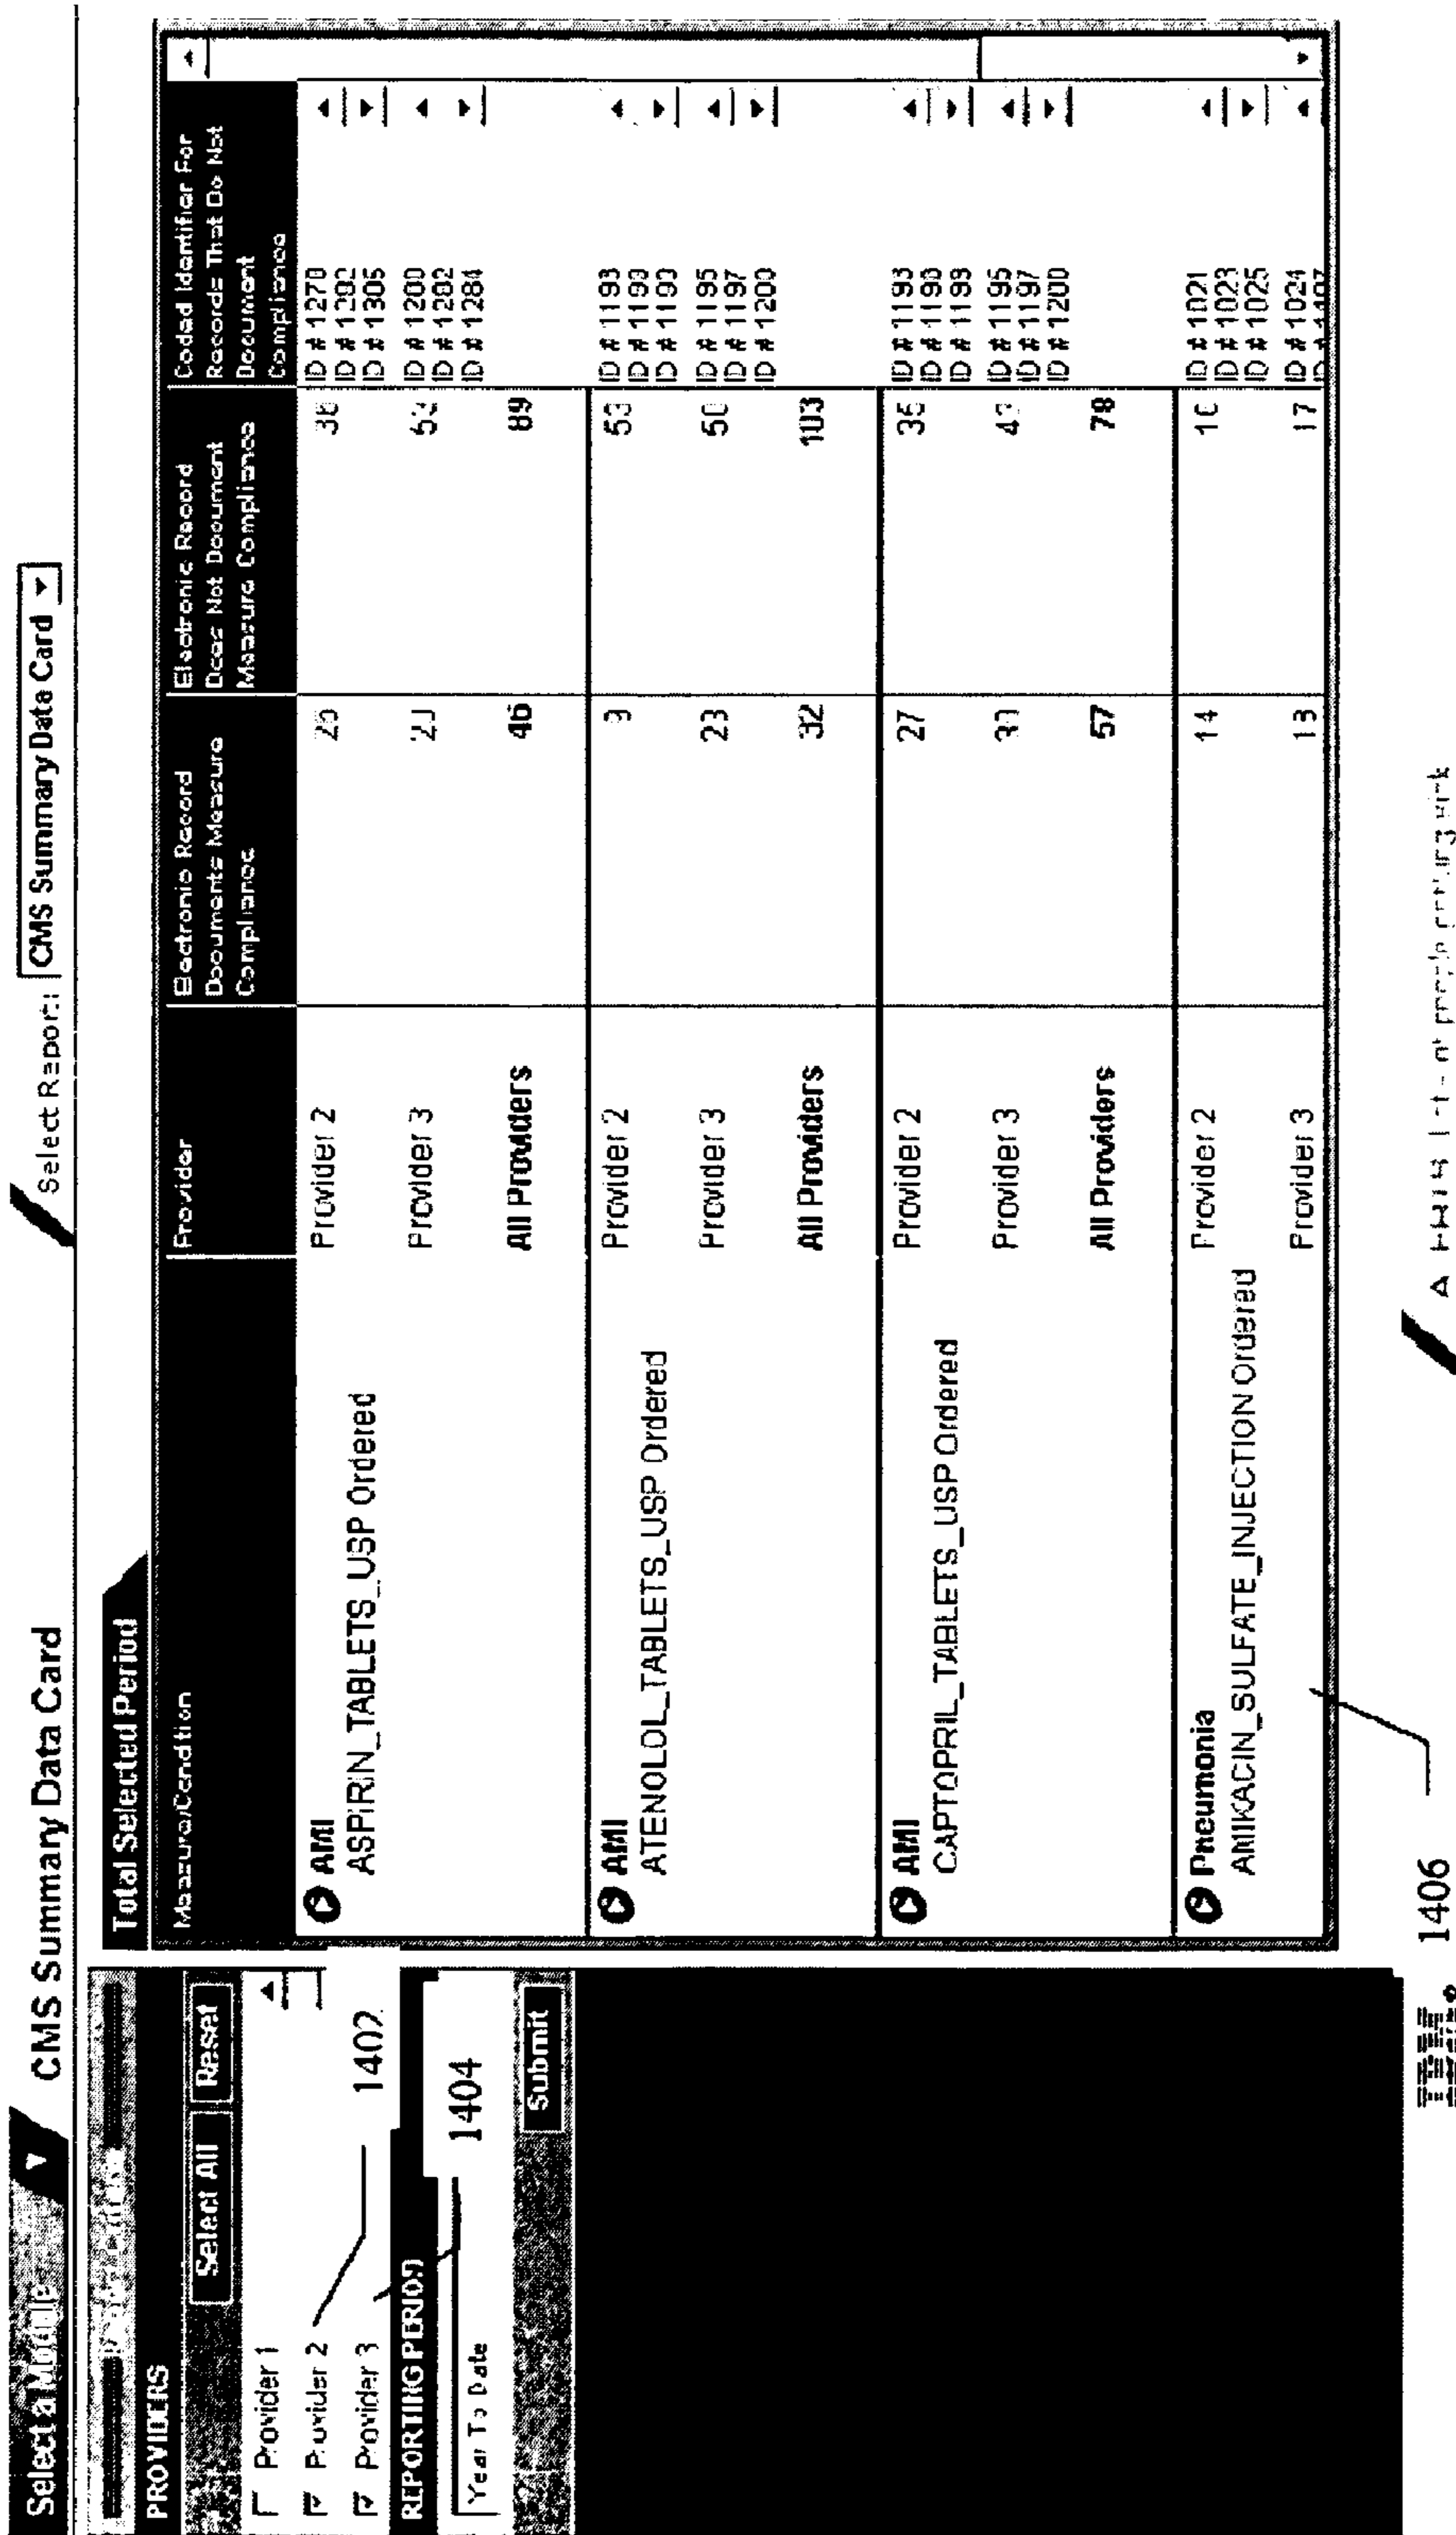 Select a Module
CMS Summary Data Card
Select Report: CMS Summary Data Card
PROVIDERS
Select All Reset
Provider 1
Provider 2
Provider 3
1402
REPORTING PERIOD
1404
Year To Date
Submit
Total Selected Period
Measure/Condition
Provider
Electronic Record
Documents Measure
Compliance
Electronic Record
Does Not Document
Measure Compliance
Coded Identifier For
Records That Do Not
Document
Compliance
AMI
ASPIRIN_TABLETS_USP Ordered
Provider 2
ID # 1270
ID # 1305
Provider 3
ID # 1200
ID # 1282
ID # 1284
All Providers 46 89
AMI
ATENOLOL_TABLETS_USP Ordered
Provider 2 9 53
ID # 1193
Provider 3 23 50
ID # 1195
ID # 1197
ID # 1200
All Providers 32 103
AMI
CAPTOPRIL_TABLETS_USP Ordered
Provider 2 27 35
ID # 1193
Provider 3
ID # 1195
ID # 1197
ID # 1200
All Providers 57 78
Pneumonia
AMIKACIN_SULFATE_INJECTION Ordered
Provider 2 14
ID # 1021
ID # 1023
ID # 1025
Provider 3 17
ID # 1024
1406
IBM